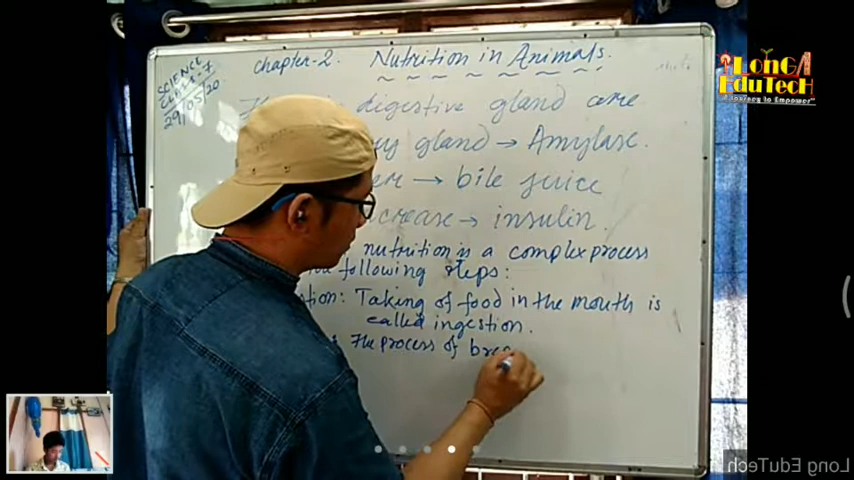 SCIENCE
CLASS-7
29/05/20
chapter-2. Nutrition in Animals.
digestive gland are
gland → Amylase.
→ bile juice
→ insulin.
nutrition is a complex process
following steps:
Taking of food in the mouth is
called ingestion.
The process of
LonGA
EduTech
A Journey to Empower
Long EduTech